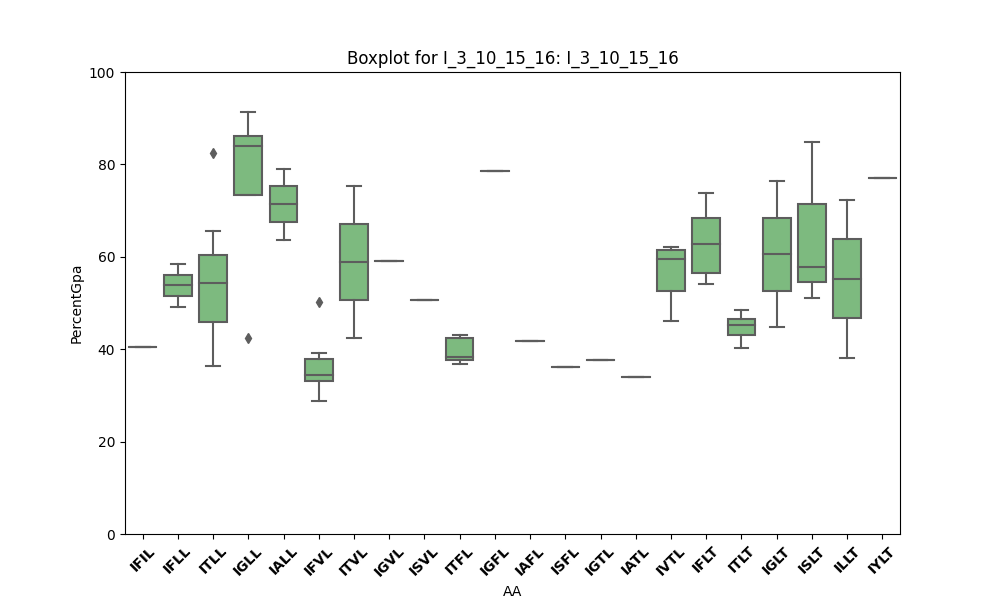 Boxplot for I_3_10_15_16: I_3_10_15_16
100
80
60
40
20
0
PercentGpa
IFIL IFLL ITLL IGLL IALL IFVL ITVL IGVL ISVL ITFL IGFL IAFL ISFL IGTL IATL IVTL IFLT ITLT IGLT ISLT ILLT IYLT
AA